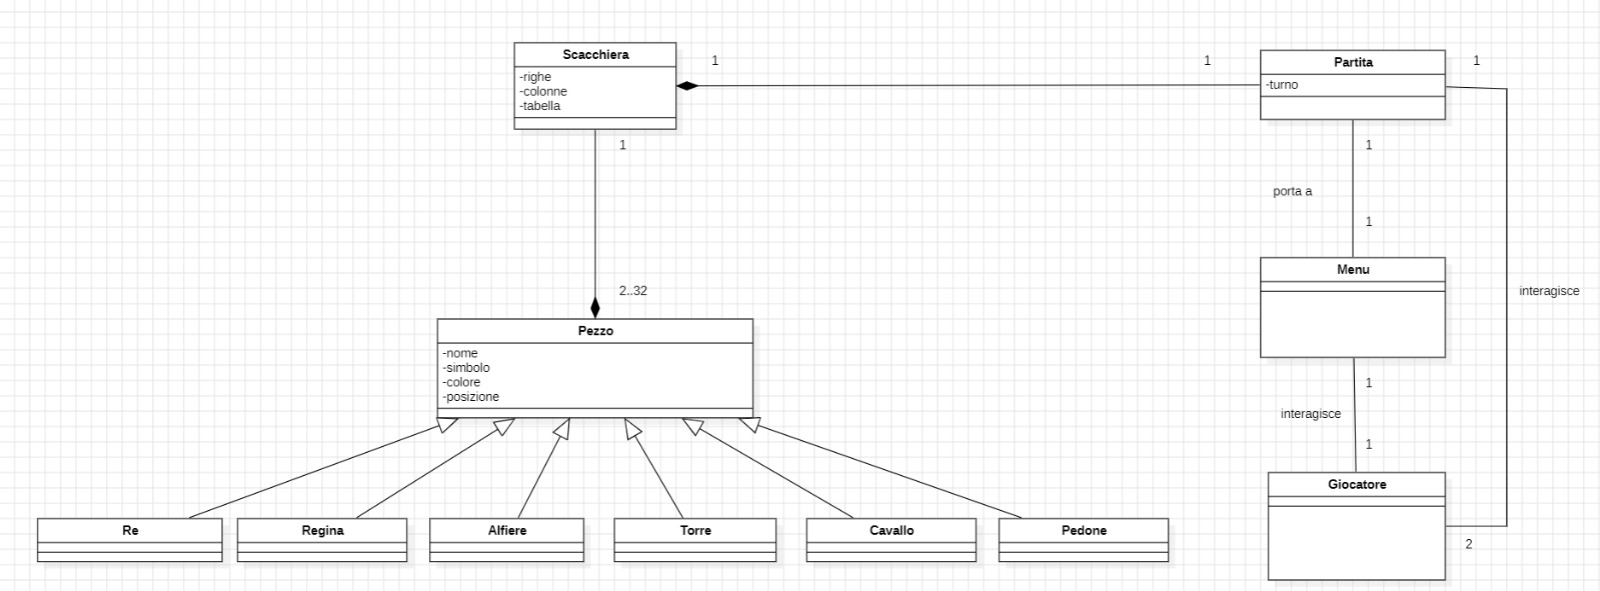 Scacchiera
-righe
-colonne
-tabella
1
1
Partita
-turno
1
1
1
porta a
1
2..32
Menu
interagisce
Pezzo
-nome
-simbolo
-colore
-posizione
1
interagisce
1
Giocatore
2
Re
Regina
Alfiere
Torre
Cavallo
Pedone